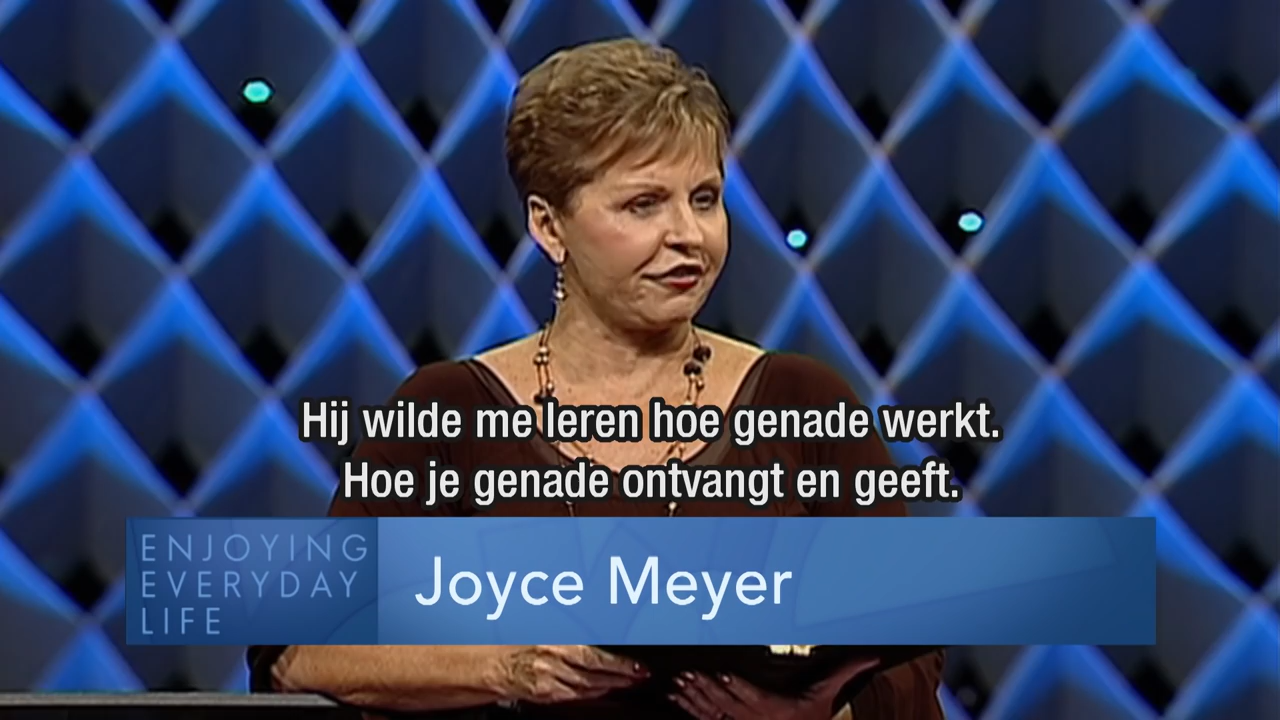 Hij wilde me leren hoe genade werkt.
Hoe je genade ontvangt en geeft.
ENJOYING
EVERYDAY
LIFE
Joyce Meyer